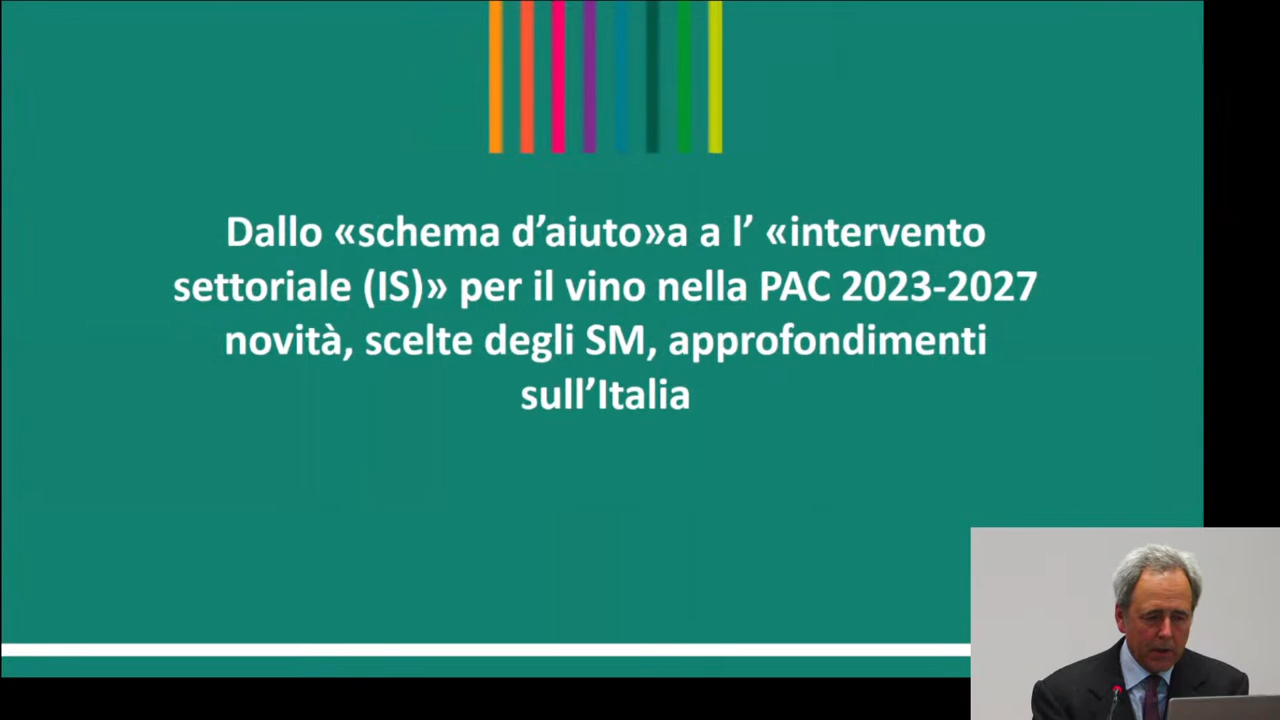 Dallo «schema d’aiuto»a a l’ «intervento
settoriale (IS)» per il vino nella PAC 2023-2027
novità, scelte degli SM, approfondimenti
sull’Italia